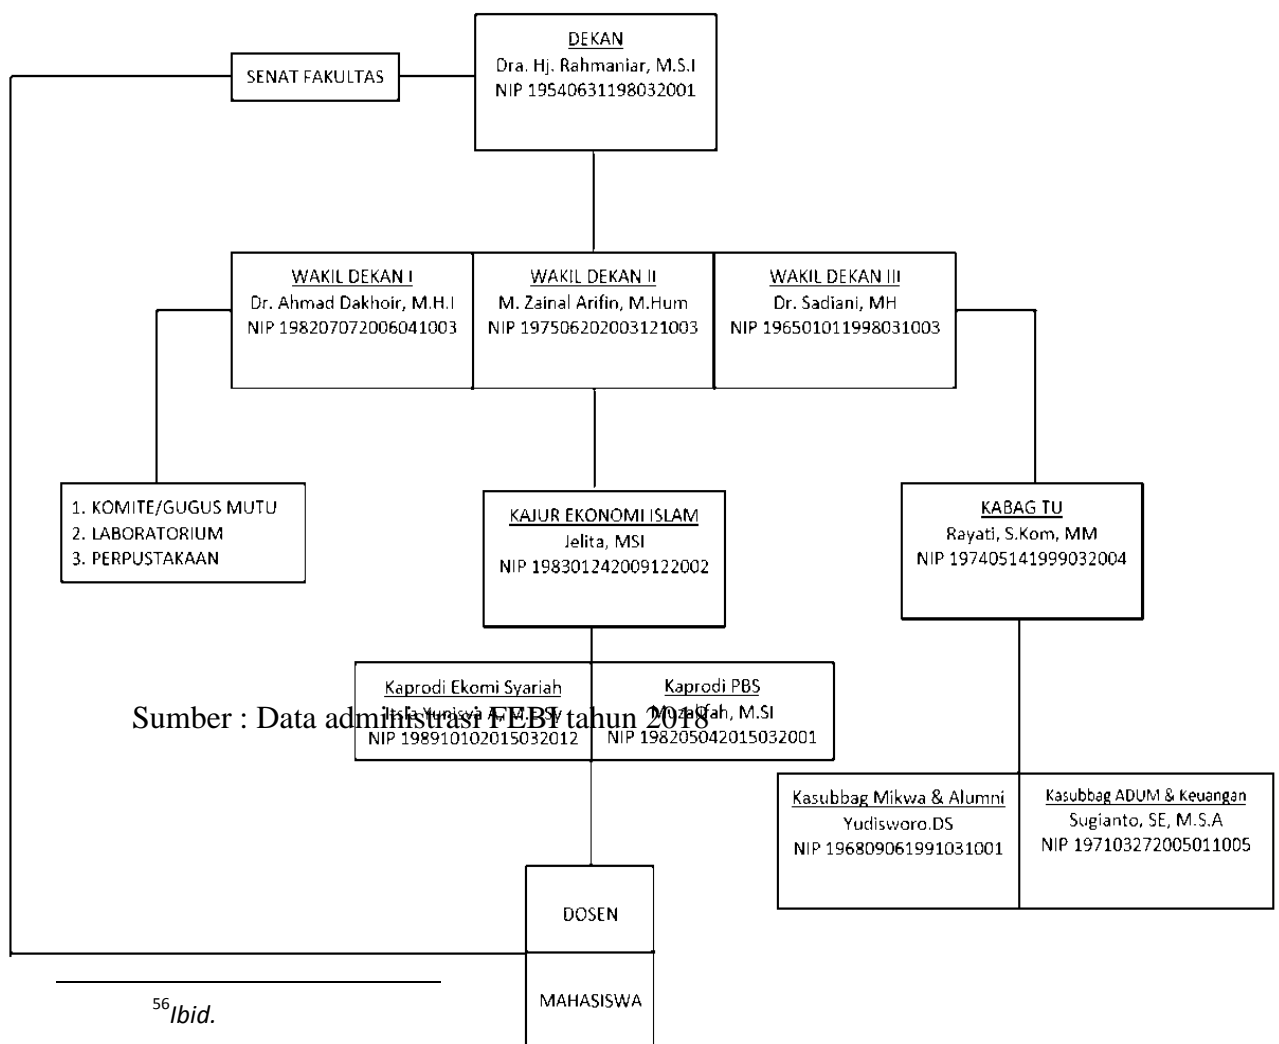 DEKAN
Dra. Hj. Rahmaniar, M.S.I
NIP 19540631198032001
SENAT FAKULTAS
WAKIL DEKAN I
Dr. Ahmad Dakhoir, M.H.I
NIP 198207072006041003
WAKIL DEKAN II
M. Zainal Arifin, M.Hum
NIP 197506202003121003
WAKIL DEKAN III
Dr. Sadiani, MH
NIP 196501011998031003
1. KOMITE/GUGUS MUTU
2. LABORATORIUM
3. PERPUSTAKAAN
KAJUR EKONOMI ISLAM
Jelita, MSI
NIP 198301242009122002
KABAG TU
Rayati, S.Kom, MM
NIP 197405141999032004
Kaprodi Ekomi Syariah
Yunisva A, M.E.Sy
NIP 198910102015032012
Kaprodi PBS
Muzalifah, M.SI
NIP 198205042015032001
Sumber : Data administrasi FEBI tahun 2018
Kasubbag Mikwa & Alumni
Yudisworo.DS
NIP 196809061991031001
Kasubbag ADUM & Keuangan
Sugianto, SE, M.S.A
NIP 197103272005011005
DOSEN
MAHASISWA
56Ibid.